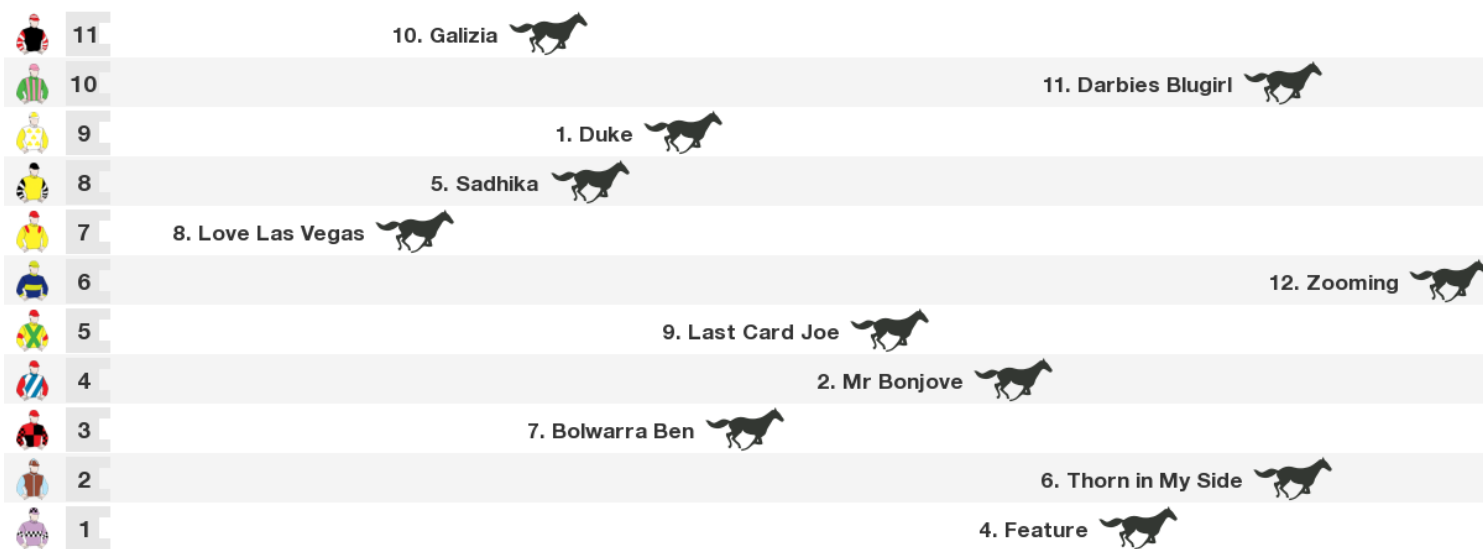 11 10. Galizia
10 11. Darbies Blugirl
9 1. Duke
8 5. Sadhika
7 8. Love Las Vegas
6 12. Zooming
5 9. Last Card Joe
4 2. Mr Bonjove
3 7. Bolwarra Ben
2 6. Thorn in My Side
1 4. Feature